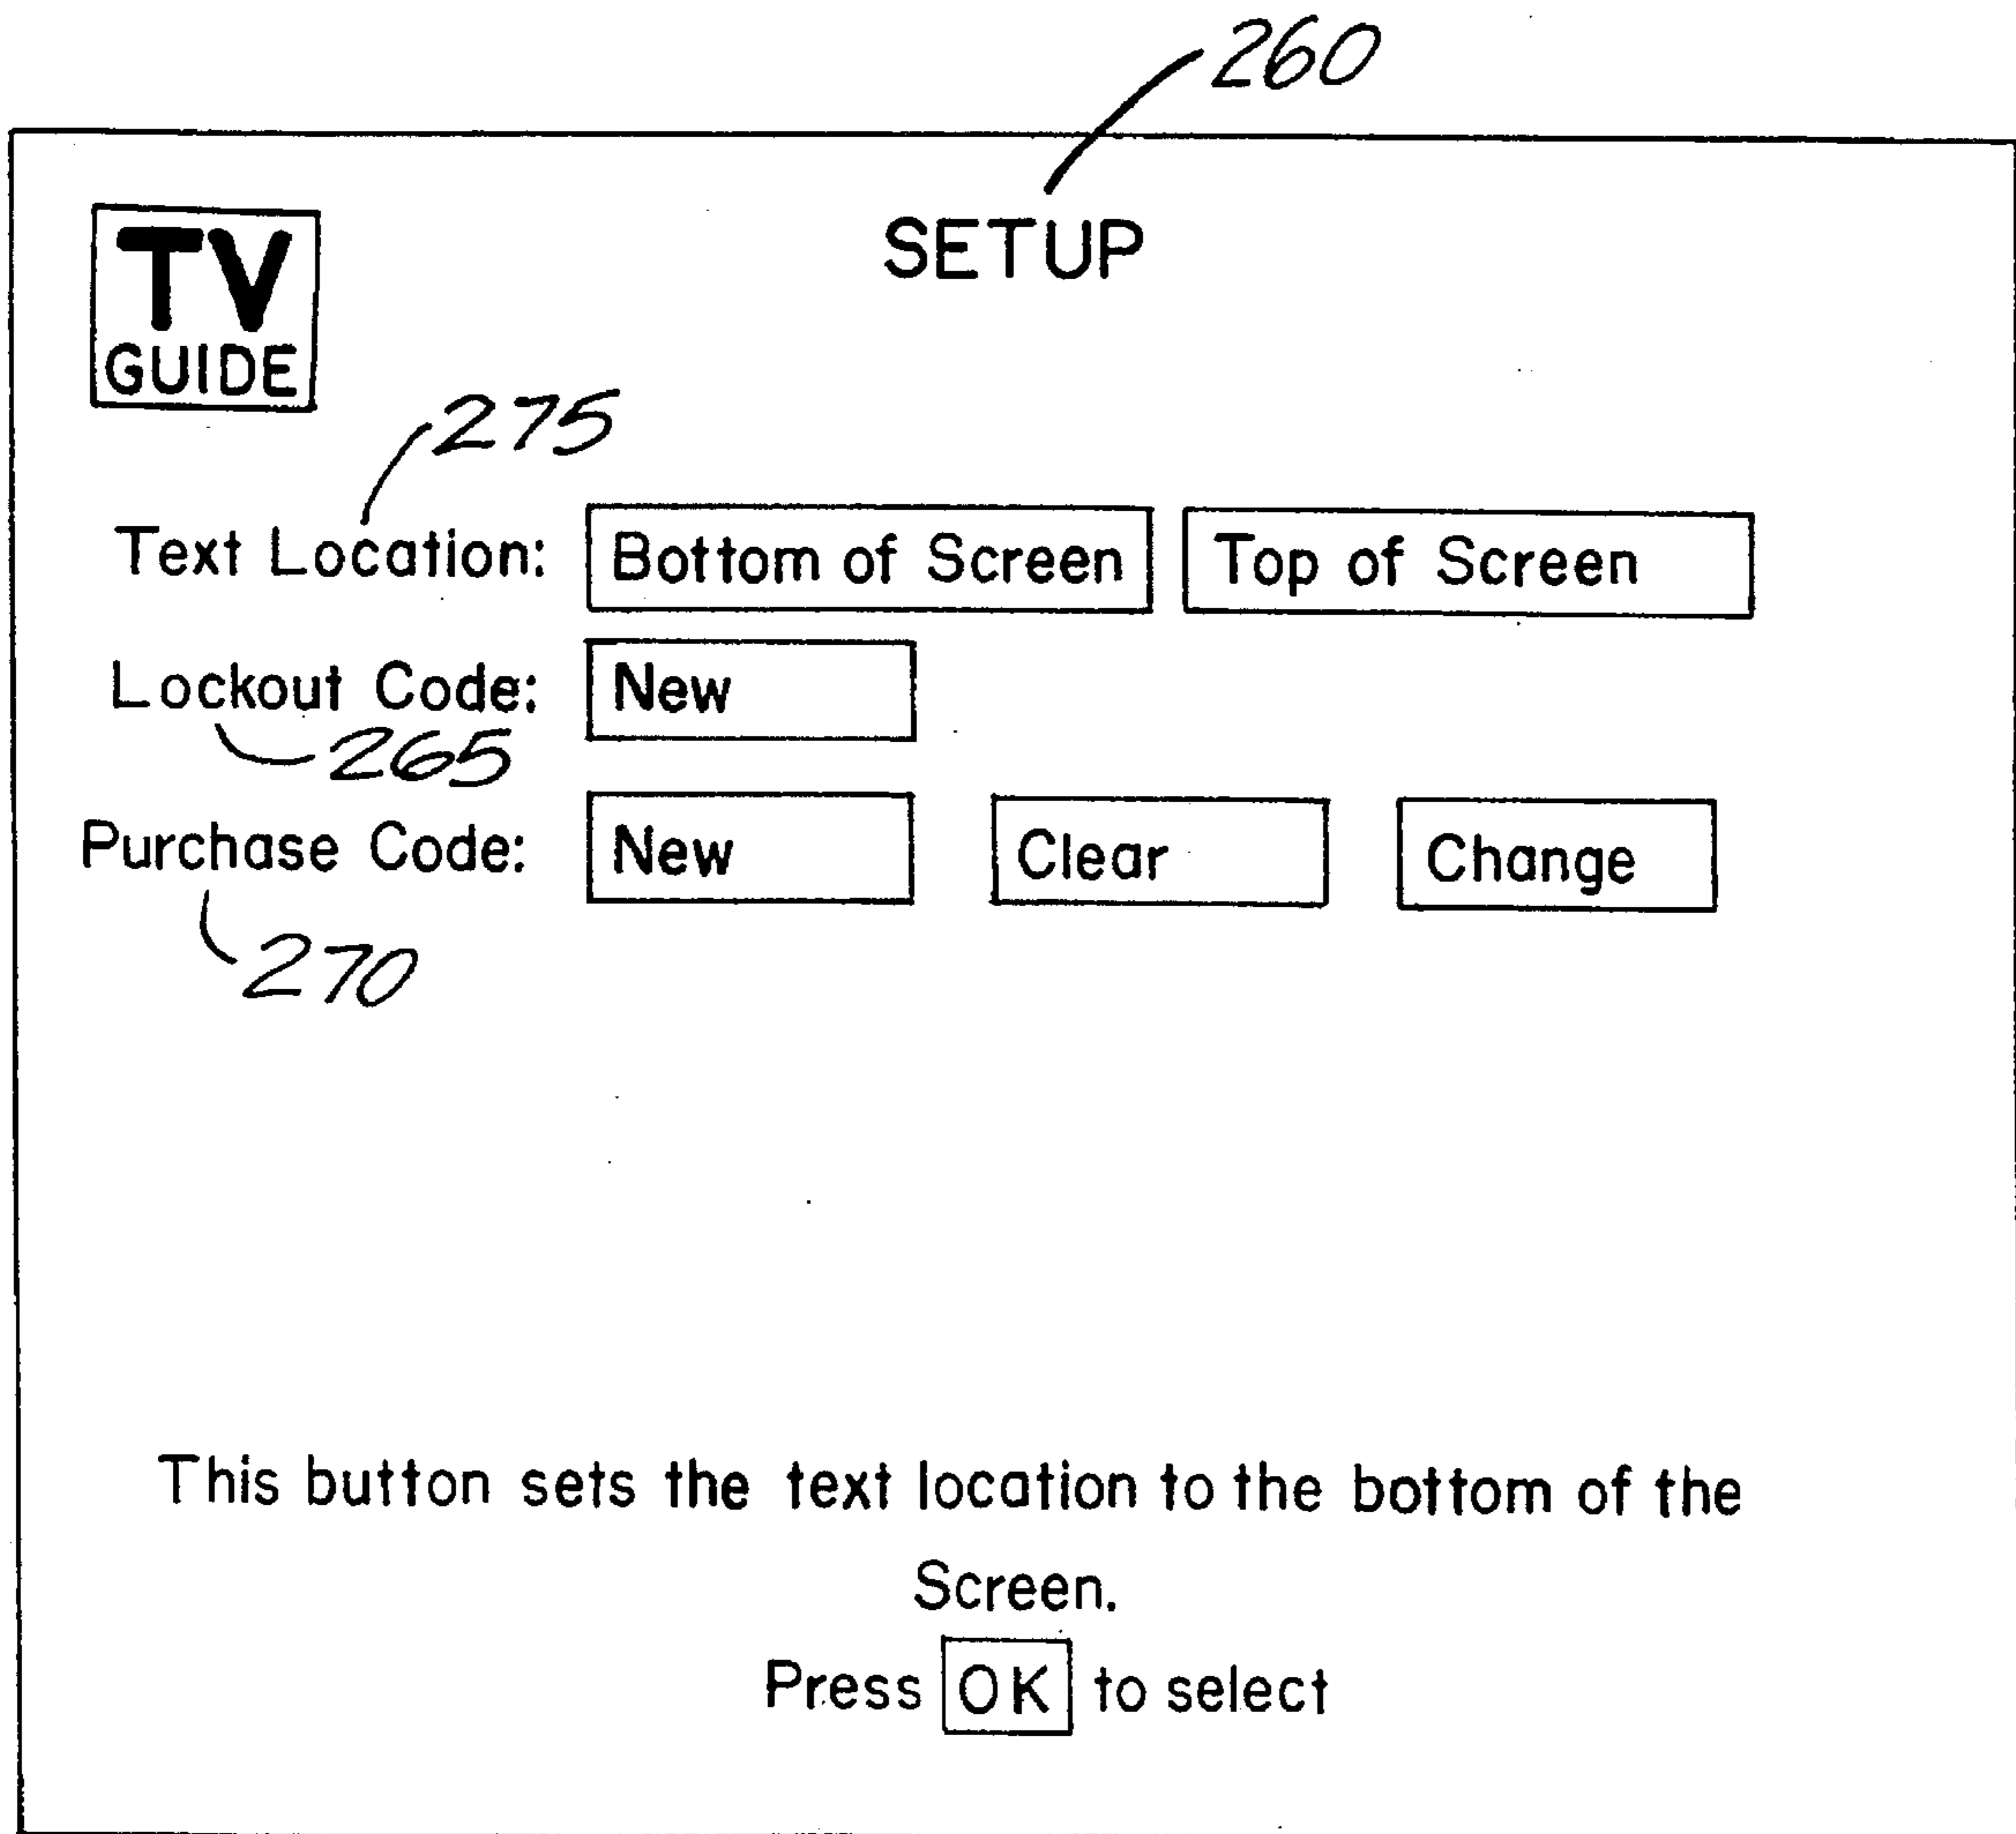 260
TV
GUIDE
SETUP
275
Text Location: Bottom of Screen Top of Screen
Lockout Code: New
265
Purchase Code: New Clear Change
270
This button sets the text location to the bottom of the
Screen.
Press OK to select